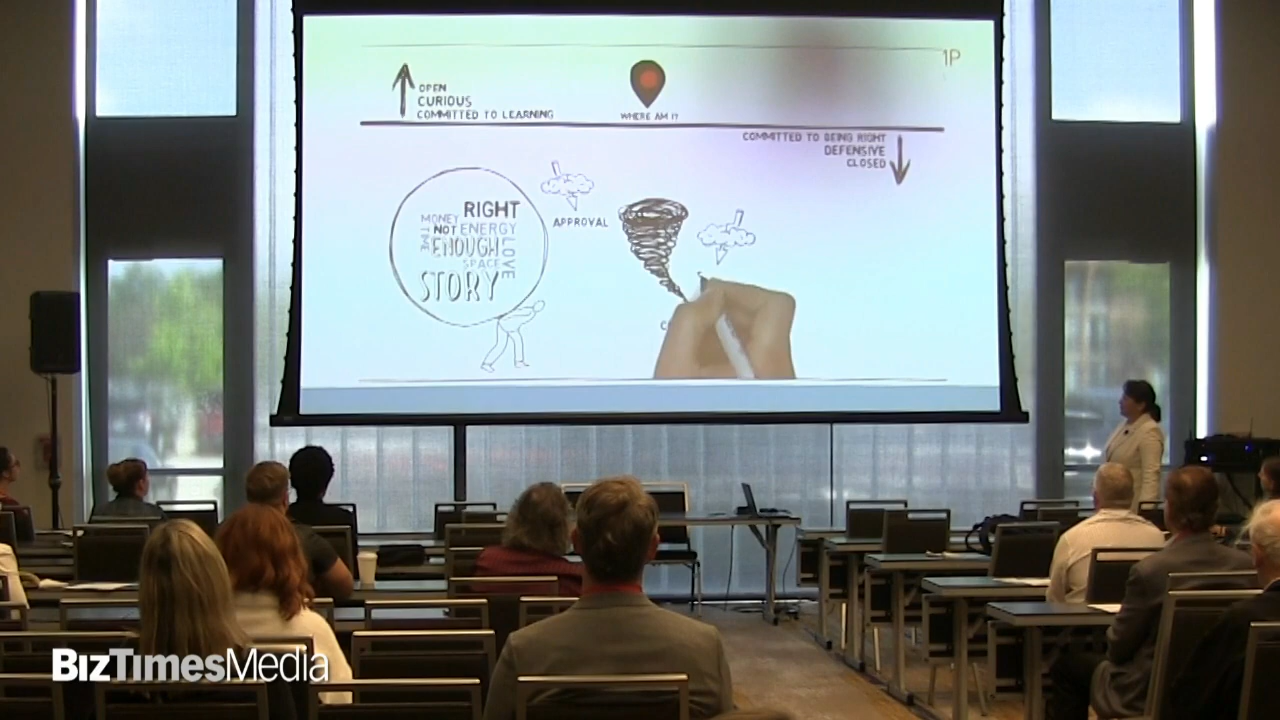 1P
OPEN
CURIOUS
COMMITTED TO LEARNING
WHERE AM I?
COMMITTED TO BEING RIGHT
DEFENSIVE
CLOSED
RIGHT
MONEY
NOT ENERGY
TIME
ENOUGH
LOVE
SPACE
STORY
APPROVAL
C
BizTimesMedia